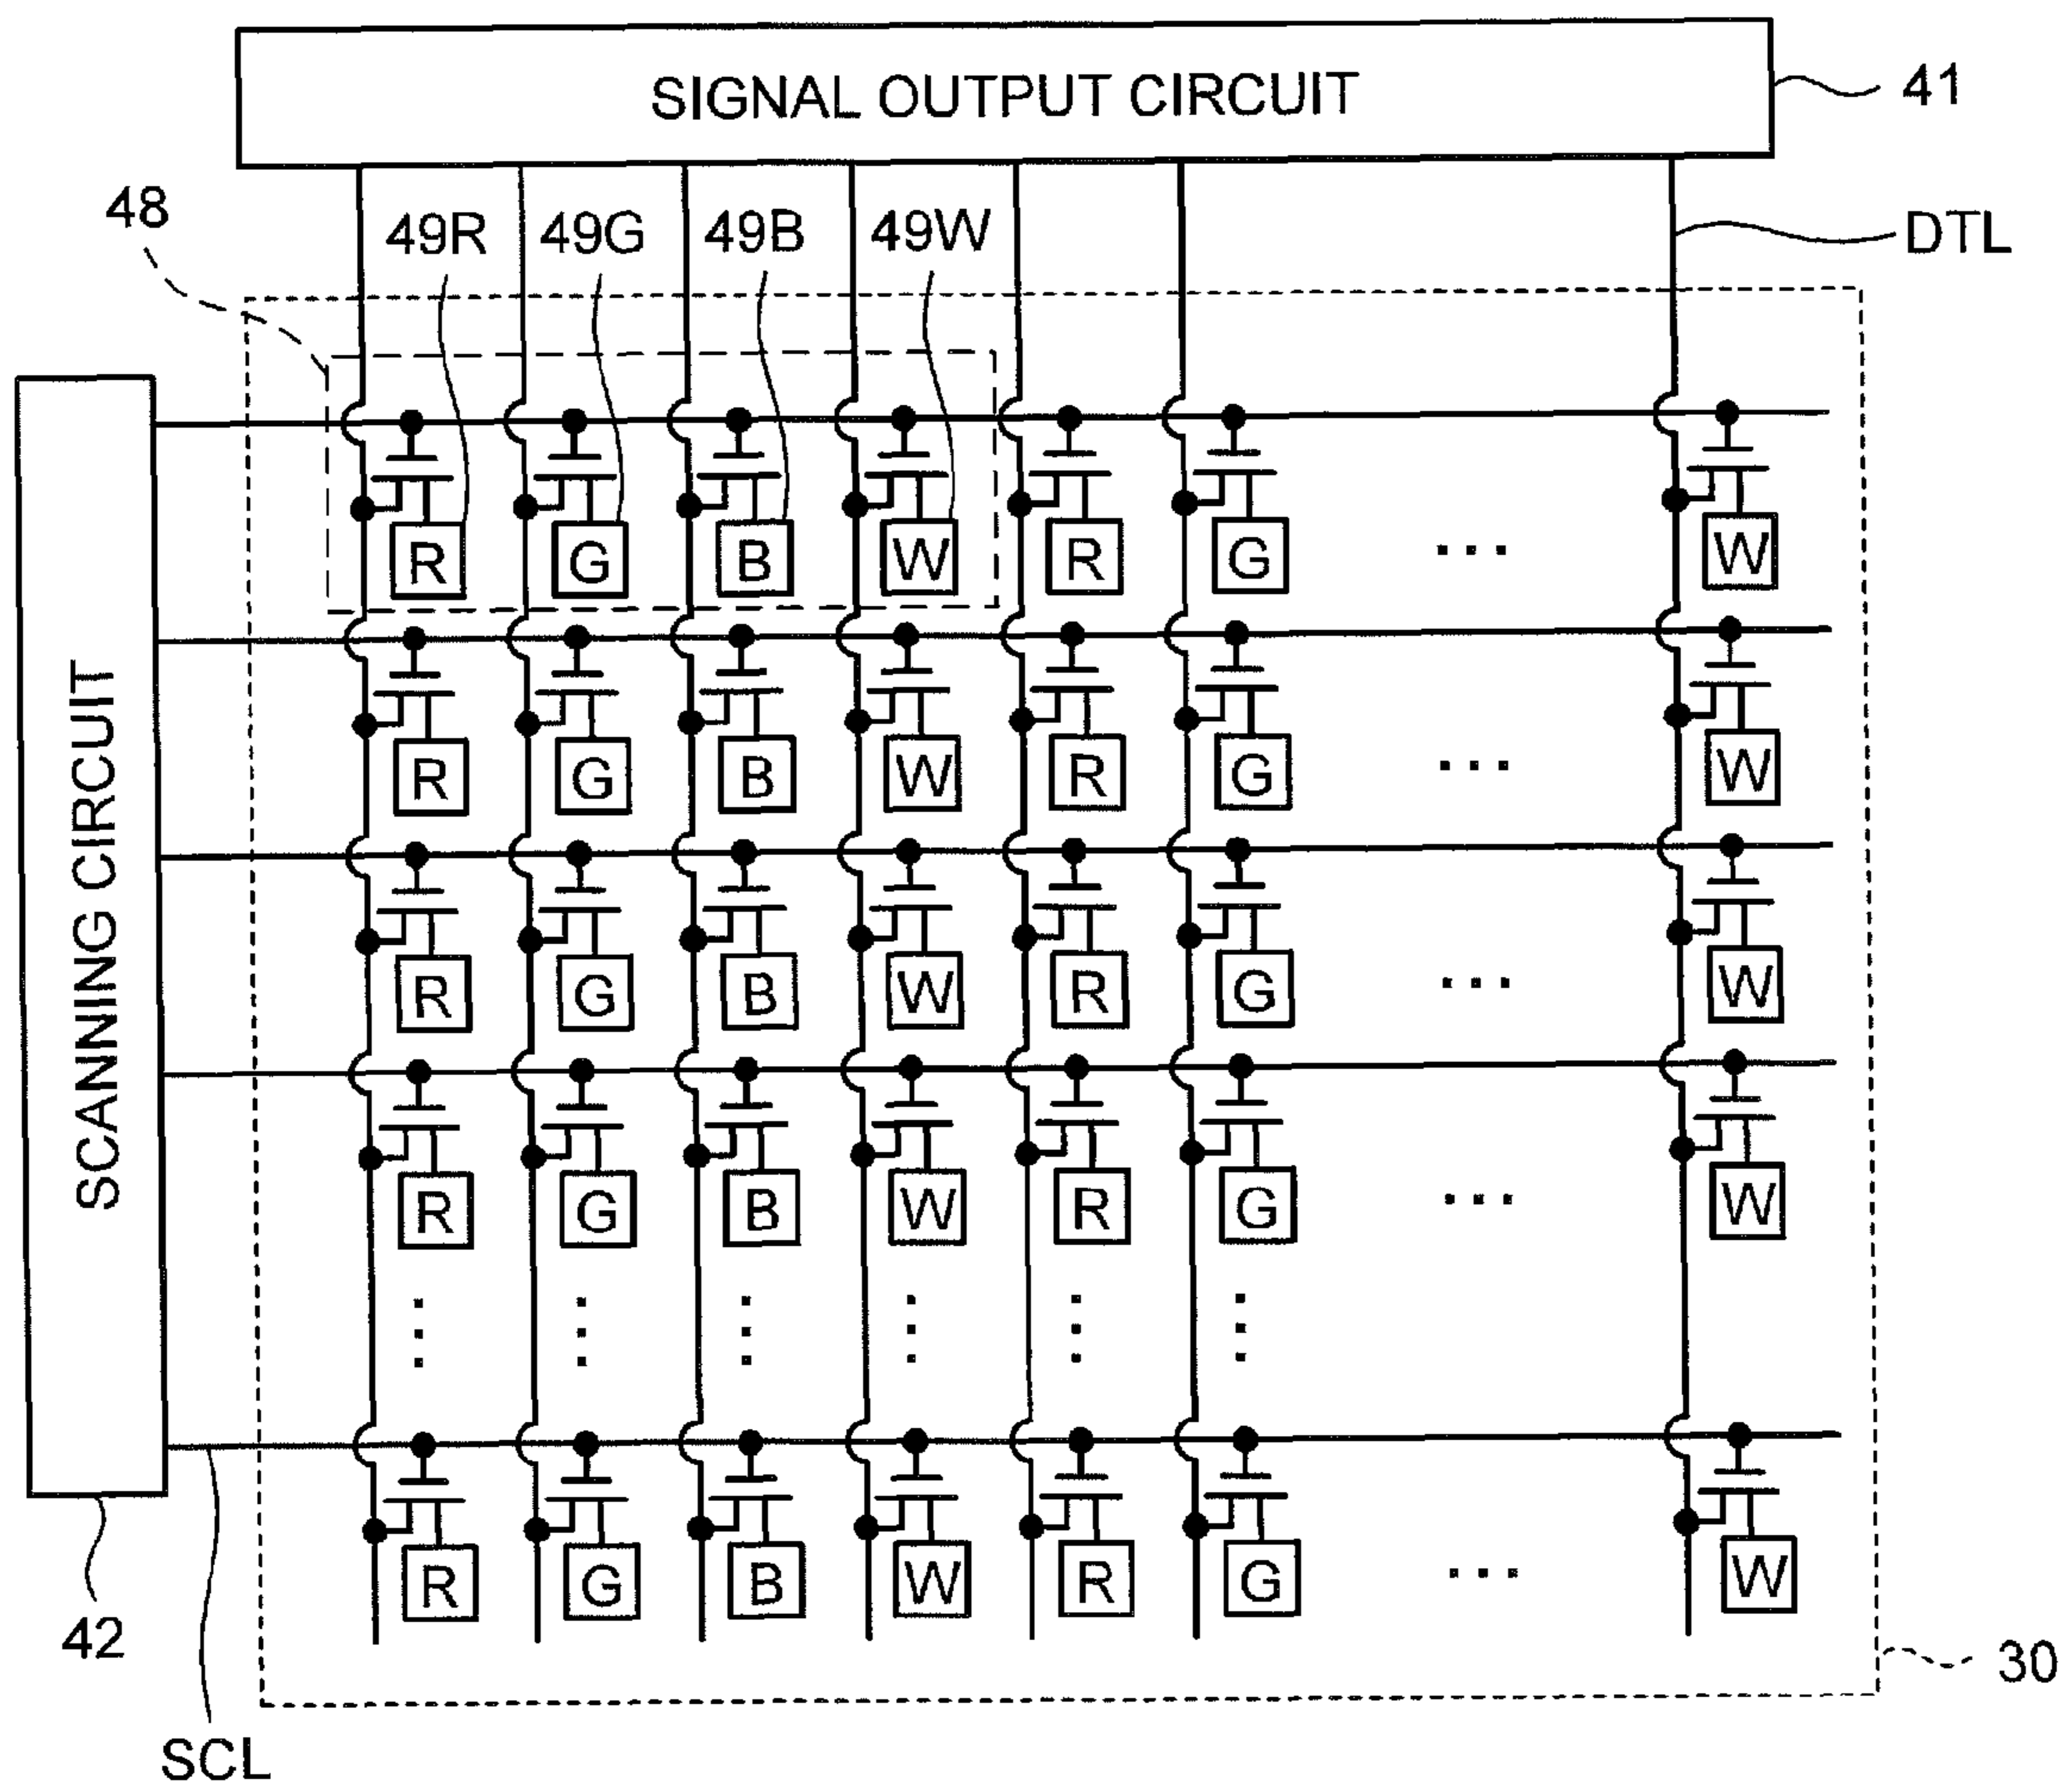 SIGNAL OUTPUT CIRCUIT
41
48
49R 49G 49B 49W
DTL
SCANNING CIRCUIT
R G B W R G ... W
R G B W R G ... W
R G B W R G ... W
R G B W R G ... W
R G B W R G ... W
42
30
SCL